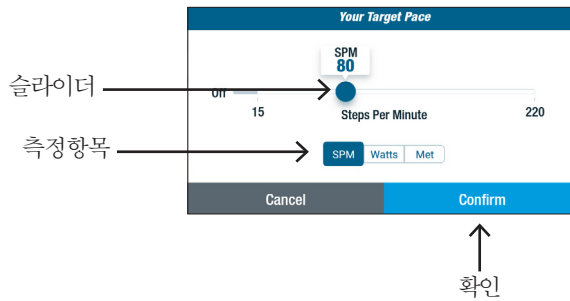 Your Target Pace
SPM
80
슬라이더
Off
15
Steps Per Minute
220
측정항목
SPM Watts Met
Cancel
Confirm
확인